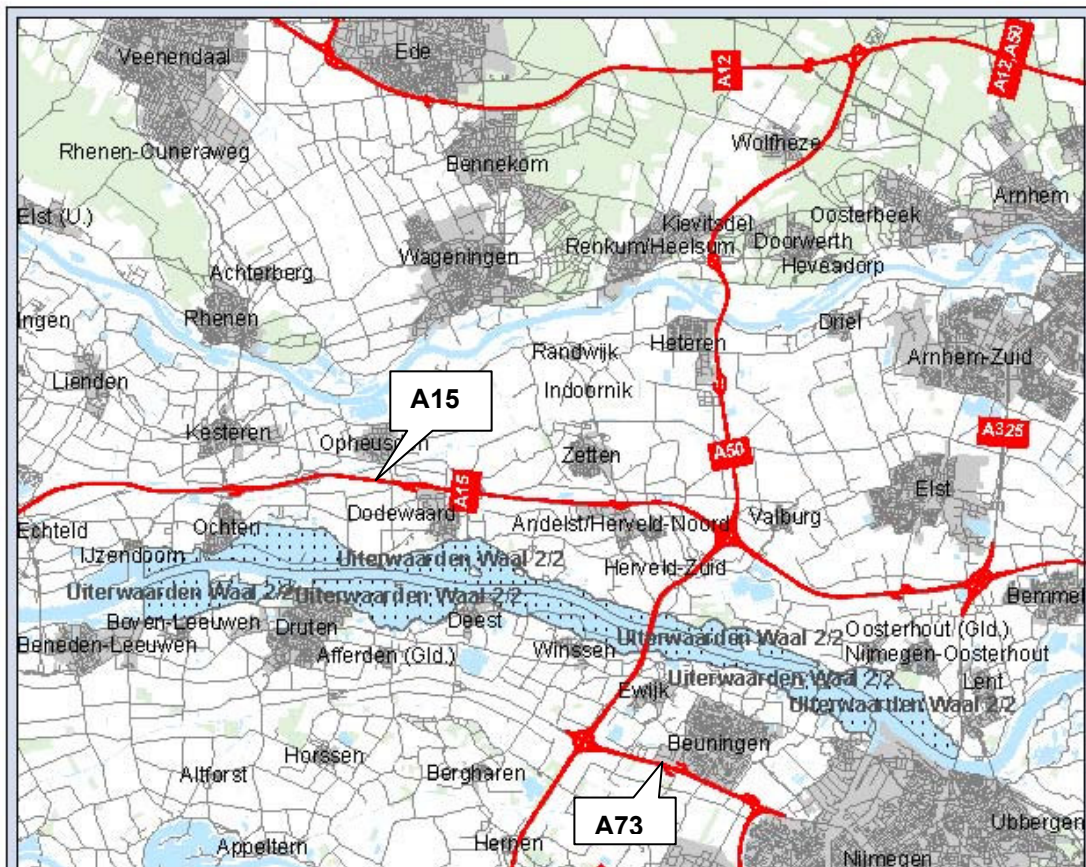 Veenendaal
Ede
A12
A12,A50
Rhenen-Cuneraweg
Bennekom
Wolfheze
Arnhem
Elst (U.)
Wageningen
Kievitsdel
Renkum/Heelsum
Oosterbeek
Doorwerth
Heveadorp
Achterberg
Ingen
Rhenen
Driel
Randwijk
Heteren
Arnhem-Zuid
Lienden
A15
Indoornik
Kesteren
Zetten
A50
A325
Elst
A15
Echteld
Ochten
Dodewaard
Andelst/Herveld-Noord
Valburg
IJzendoorn
Uiterwaarden Waal 2/2
Herveld-Zuid
Uiterwaarden Waal 2/2
Uiterwaarden Waal 2/2
Bemmel
Boven-Leeuwen
Druten
Deest
Beneden-Leeuwen
Afferden (Gld.)
Winssen
Uiterwaarden Waal 2/2
Oosterhout (Gld.)
Nijmegen-Oosterhout
Ewijk
Uiterwaarden Waal 2/2
Lent
Uiterwaarden Waal 2/2
Horssen
Altforst
Bergharen
Beuningen
A73
Ubbergen
Appeltern
Hernen
Nijmegen